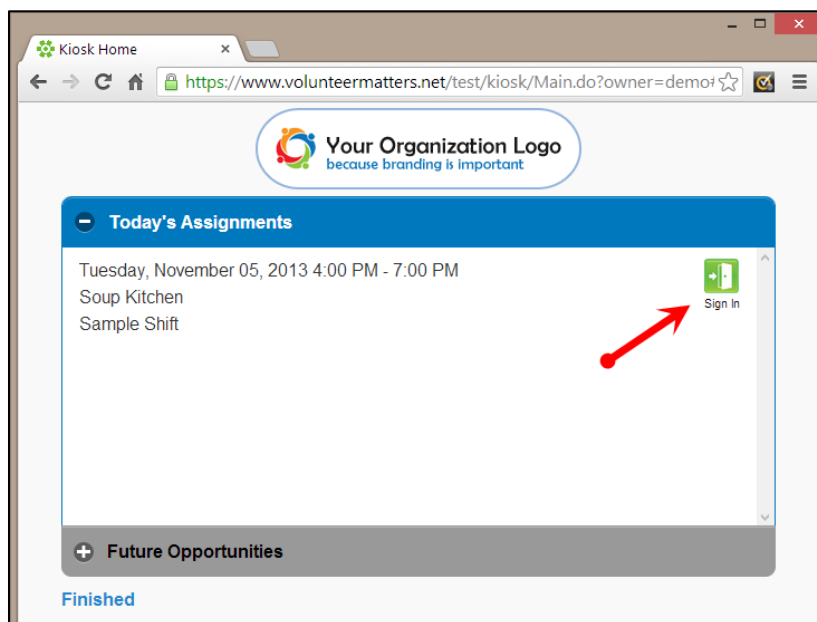 Kiosk Home
https://www.volunteermatters.net/test/kiosk/Main.do?owner=demo
Your Organization Logo
because branding is important
Today's Assignments
Tuesday, November 05, 2013 4:00 PM - 7:00 PM
Soup Kitchen
Sample Shift
Sign In
Future Opportunities
Finished